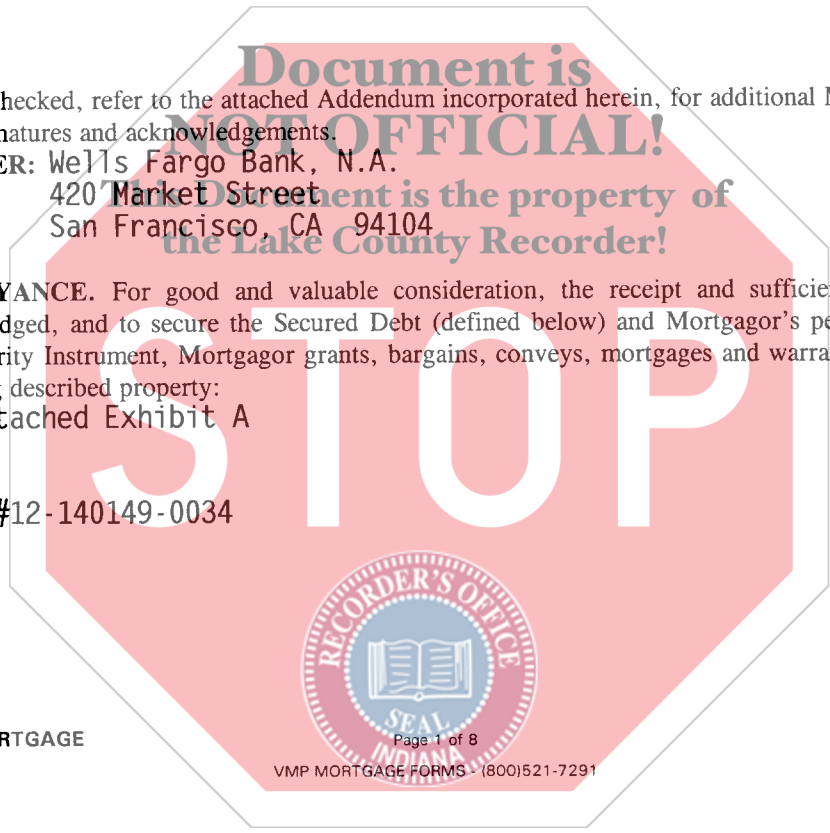 Document is
hecked, refer to the attached Addendum incorporated herein, for additional
natures and acknowledgements.
NOT OFFICIAL!
ER: Wells Fargo Bank, N.A.
420 Market Street
This Document is the property of
San Francisco, CA 94104
the Lake County Recorder!
YANCE. For good and valuable consideration, the receipt and sufficie
dged, and to secure the Secured Debt (defined below) and Mortgagor's pe
rity Instrument, Mortgagor grants, bargains, conveys, mortgages and warra
described property:
tached Exhibit A
STOP
#12-140149-0034
RECORDER'S OFFICE
SEAL
INDIANA
RTGAGE
Page 1 of 8
VMP MORTGAGE FORMS - (800)521-7291